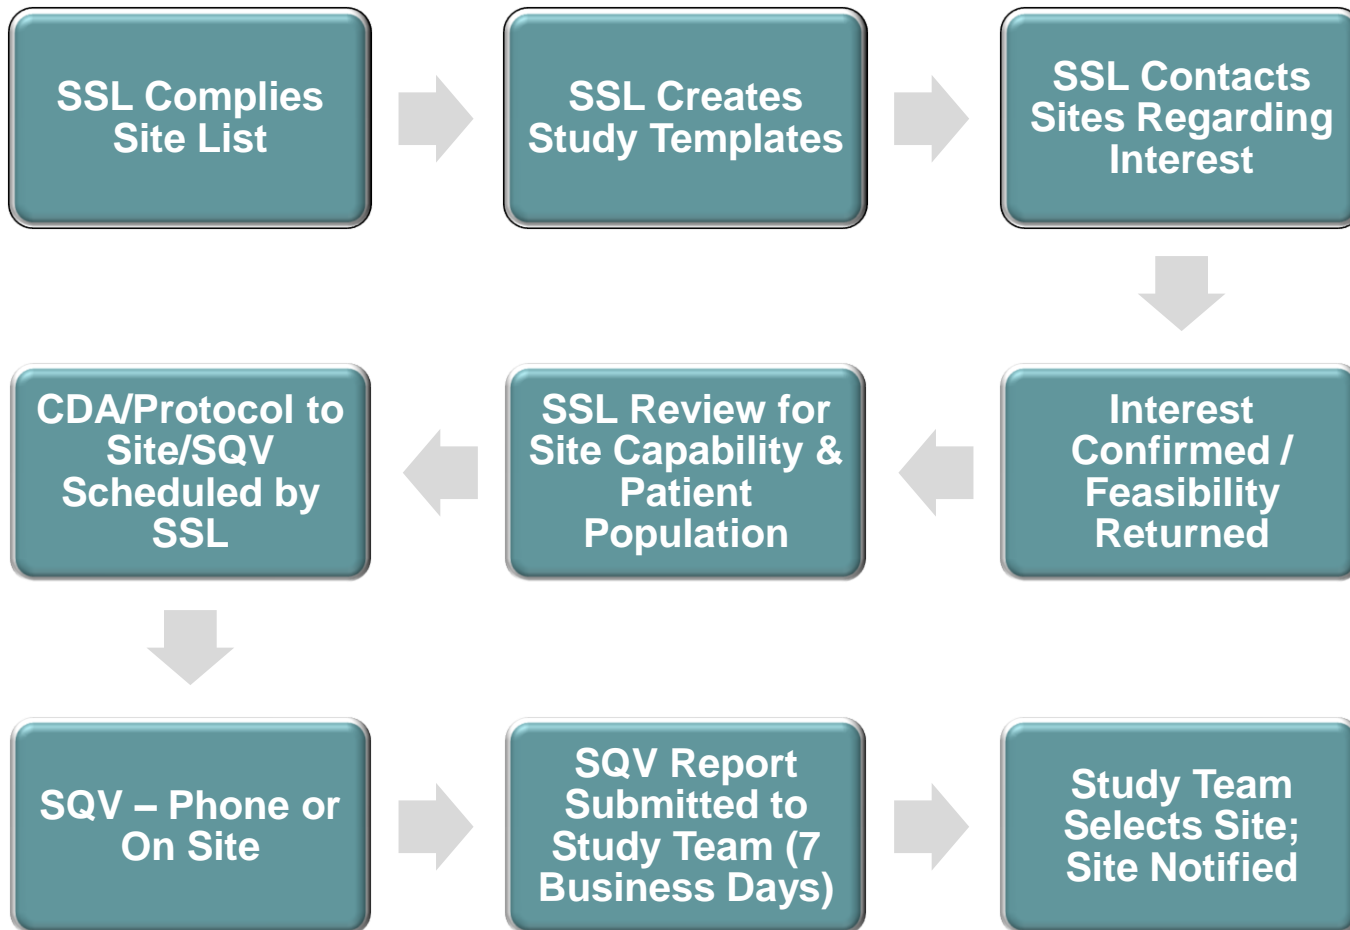 SSL Complies
Site List
SSL Creates
Study Templates
SSL Contacts
Sites Regarding
Interest
Interest
Confirmed /
Feasibility
Returned
SSL Review for
Site Capability &
Patient
Population
CDA/Protocol to
Site/SQV
Scheduled by
SSL
SQV – Phone or
On Site
SQV Report
Submitted to
Study Team (7
Business Days)
Study Team
Selects Site;
Site Notified